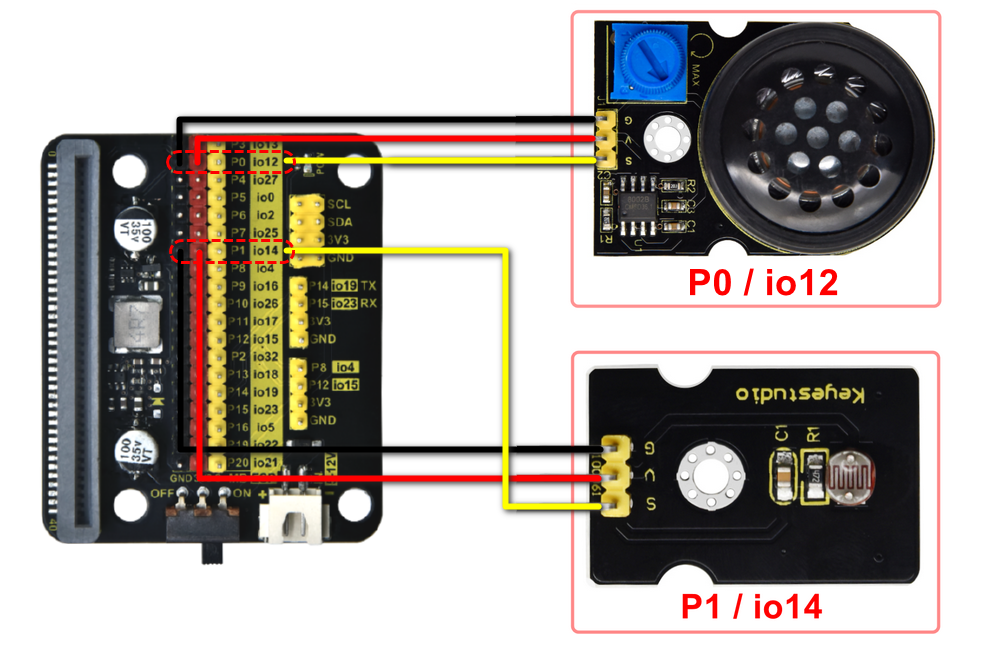 MAX
G
V
S
R2
C3
C1
R1
U1
P0 / io12
P3 io13
P0 io12
P4 io27
P5 io0
P6 io2
P7 io25
P1 io14
P8 io4
P9 io16
P10 io26
P11 io17
P12 io15
P2 io32
P13 io18
P14 io19
P15 io23
P16 io5
P19 io22
P20 io21
SCL
SDA
3V3
GND
P14 io19 TX
P15 io23 RX
3V3
GND
P8 io4
P12 io15
3V3
GND
100
35v
VT
4R7
100
35v
VT
OFF
ON
+
-
12V
40
Keyestudio
C1
R1
G
V
S
P1 / io14